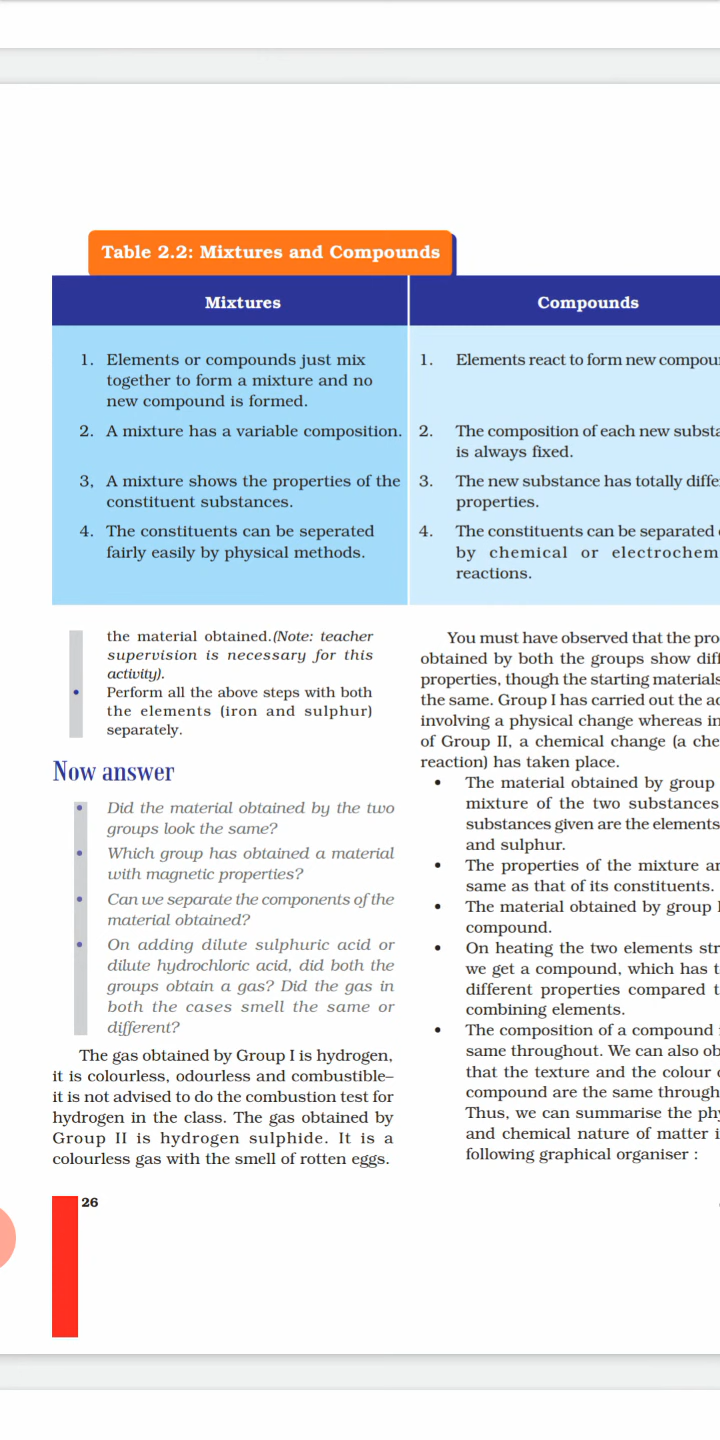 Table 2.2: Mixtures and Compounds
Mixtures
Compounds
1. Elements or compounds just mix
together to form a mixture and no
new compound is formed.
2. A mixture has a variable composition.
3, A mixture shows the properties of the
constituent substances.
4. The constituents can be seperated
fairly easily by physical methods.
1. Elements react to form new
2. The composition of each new
is always fixed.
3. The new substance has totally
properties.
4. The constituents can be separated
by chemical or
reactions.
the material obtained.(Note: teacher
supervision is necessary for this
activity).
• Perform all the above steps with both
the elements (iron and sulphur)
separately.
Now answer
• Did the material obtained by the two
groups look the same?
• Which group has obtained a material
with magnetic properties?
• Can we separate the components of the
material obtained?
• On adding dilute sulphuric acid or
dilute hydrochloric acid, did both the
groups obtain a gas? Did the gas in
both the cases smell the same or
different?
The gas obtained by Group I is hydrogen,
it is colourless, odourless and combustible–
it is not advised to do the combustion test for
hydrogen in the class. The gas obtained by
Group II is hydrogen sulphide. It is a
colourless gas with the smell of rotten eggs.
You must have observed that the
obtained by both the groups show
properties, though the starting materials
the same. Group I has carried out the
involving a physical change whereas in
of Group II, a chemical change (a
reaction) has taken place.
• The material obtained by group
mixture of the two substances
substances given are the elements
and sulphur.
• The properties of the mixture
same as that of its constituents.
• The material obtained by group
compound.
• On heating the two elements
we get a compound, which has
different properties compared
combining elements.
• The composition of a compound
same throughout. We can also
that the texture and the colour
compound are the same
Thus, we can summarise the
and chemical nature of matter
following graphical organiser :
26